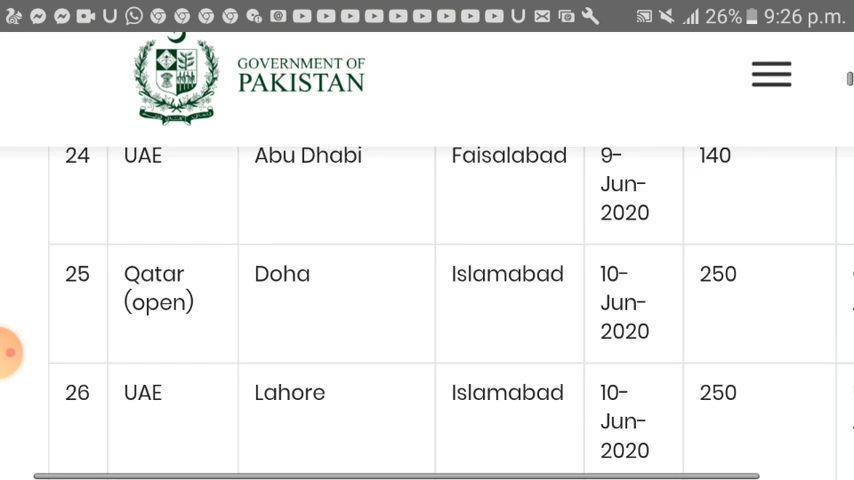 26% 9:26 p.m.
GOVERNMENT OF
PAKISTAN
24 UAE Abu Dhabi Faisalabad 9-
Jun-
2020 140
25 Qatar
(open) Doha Islamabad 10-
Jun-
2020 250
26 UAE Lahore Islamabad 10-
Jun-
2020 250